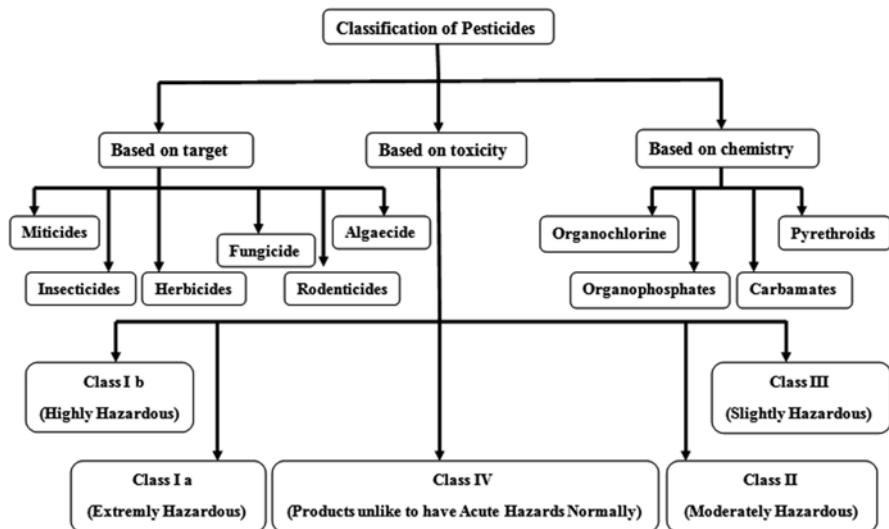 Classification of Pesticides
Based on target
Based on toxicity
Based on chemistry
Miticides
Fungicide
Algaecide
Organochlorine
Pyrethroids
Insecticides
Herbicides
Rodenticides
Organophosphates
Carbamates
Class I b
(Highly Hazardous)
Class III
(Slightly Hazardous)
Class I a
(Extremly Hazardous)
Class IV
(Products unlike to have Acute Hazards Normally)
Class II
(Moderately Hazardous)